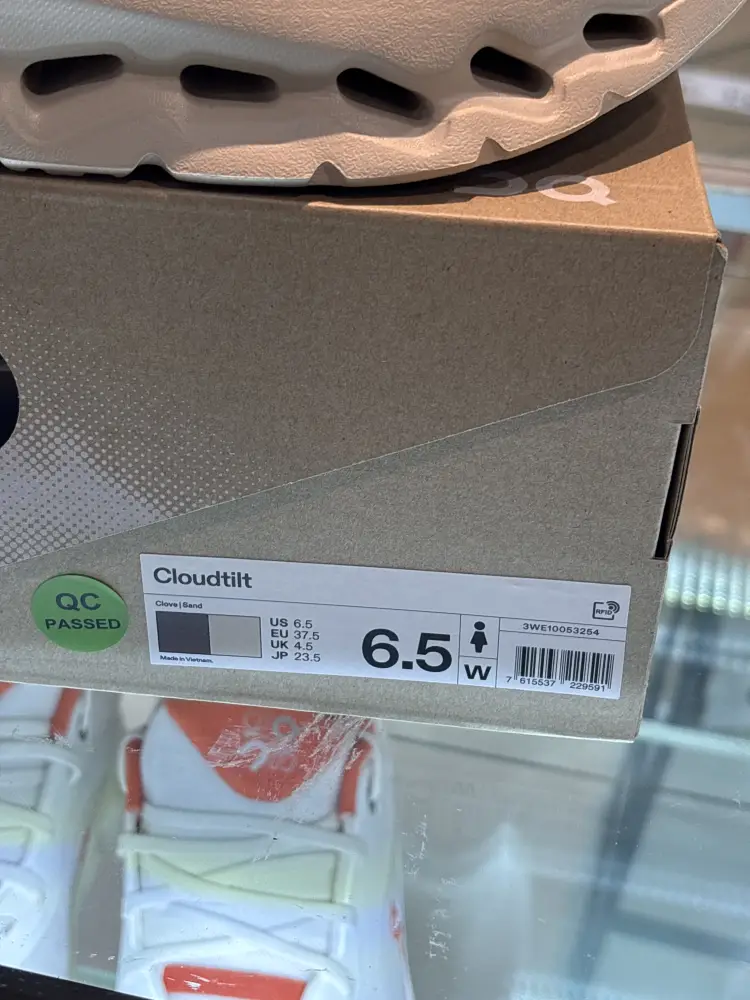 Cloudtilt
Clove | Sand
Made in Vietnam.
US 6.5
EU 37.5
UK 4.5
JP 23.5
6.5
W
RFID
3WE10053254
7 615537 229591
QC
PASSED